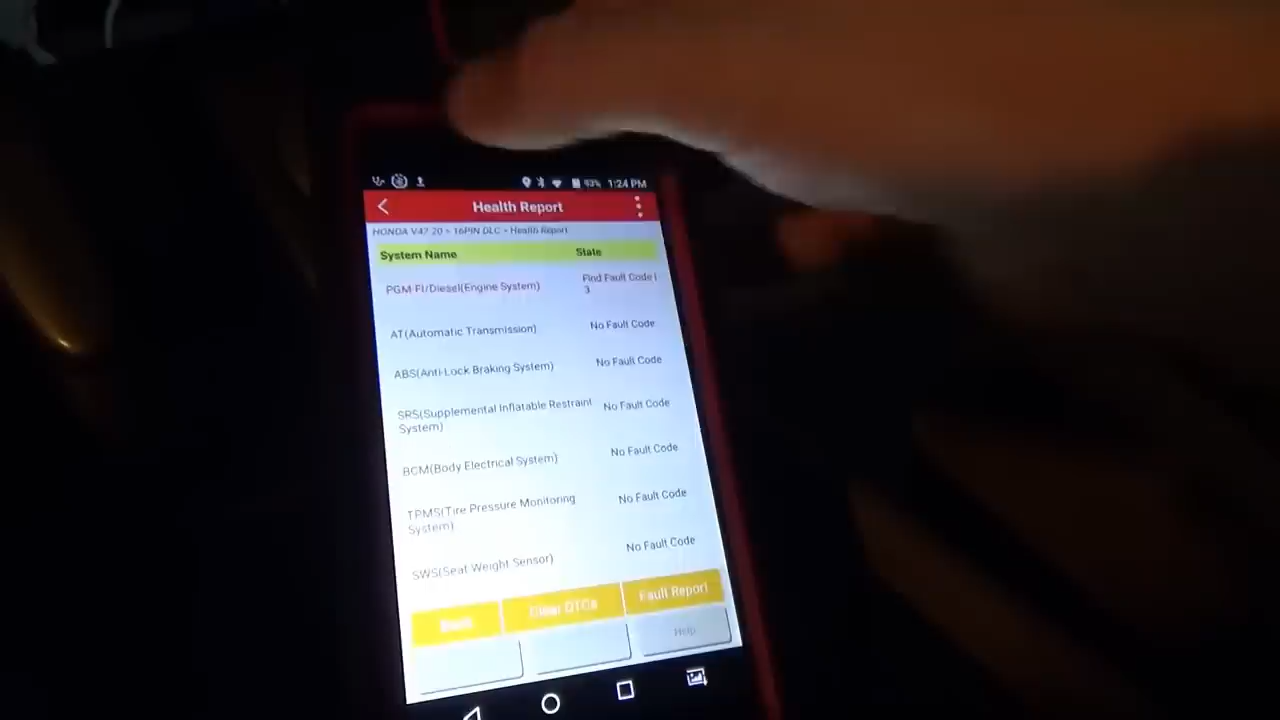 93% 1:24 PM
Health Report
HONDA V47.20 > 16PIN DLC > Health Report
System Name State
PGM-FI/Diesel(Engine System) Find Fault Code |
3
AT(Automatic Transmission) No Fault Code
ABS(Anti-Lock Braking System) No Fault Code
SRS(Supplemental Inflatable Restraint
System) No Fault Code
BCM(Body Electrical System) No Fault Code
TPMS(Tire Pressure Monitoring
System) No Fault Code
SWS(Seat Weight Sensor) No Fault Code
Back Clear DTCs Fault Report
Help